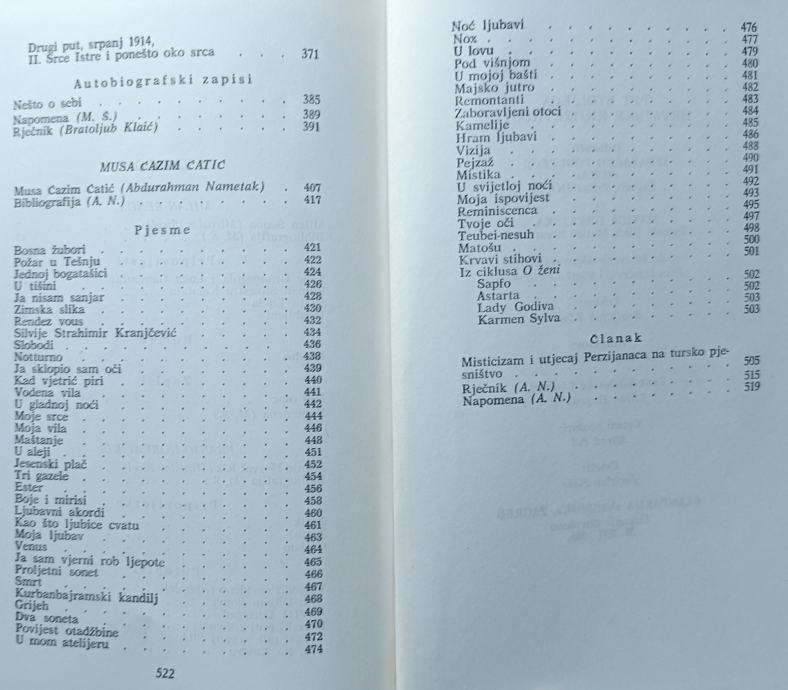 Drugi put, srpanj 1914,
II. Srce Istre i ponešto oko srca . . . 371
Autobiografski zapisi
Nešto o sebi . . . . . . . . . 385
Napomena (M. S.) . . . . . . . 389
Rječnik (Bratoljub Klaić) . . . . . 391
MUSA CAZIM CATIC
Musa Cazim Catić (Abdurahman Nametak) . 407
Bibliografija (A. N.) . . . . . . . 417
Pjesme
Bosna žubori . . . . . . . . 421
Požar u Tešnju . . . . . . . 422
Jednoj bogatašici . . . . . . . 424
U tišini . . . . . . . . . 426
Ja nisam sanjar . . . . . . . 428
Zimska slika . . . . . . . . 430
Rendez vous . . . . . . . . 432
Silvije Strahimir Kranjčević . . . . . 434
Slobodi . . . . . . . . . 436
Notturno . . . . . . . . . 438
Ja sklopio sam oči . . . . . . 439
Kad vjetrić piri . . . . . . . 440
Vodena vila . . . . . . . . 441
U gladnoj noći . . . . . . . 442
Moje srce . . . . . . . . 444
Moja vila . . . . . . . . 446
Maštanje . . . . . . . . 448
U aleji . . . . . . . . . 451
Jesenski plač . . . . . . . . 452
Tri gazele . . . . . . . . 454
Ester . . . . . . . . . 456
Boje i mirisi . . . . . . . . 458
Ljubavni akordi . . . . . . . 460
Kao što ljubice cvatu . . . . . . 461
Moja ljubav . . . . . . . . 463
Venus . . . . . . . . . 464
Ja sam vjerni rob ljepote . . . . . 465
Proljetni sonet . . . . . . . 466
Smrt . . . . . . . . . 467
Kurbanbajramski kandilj . . . . . 468
Grijeh . . . . . . . . . 469
Dva soneta . . . . . . . . 470
Povijest otadžbine . . . . . . 472
U mom atelijeru . . . . . . . 474
522
Noć ljubavi . . . . . . . . 476
Nox . . . . . . . . . 477
U lovu . . . . . . . . . 479
Pod višnjom . . . . . . . . 480
U mojoj bašti . . . . . . . 481
Majsko jutro . . . . . . . . 482
Remontanti . . . . . . . . 483
Zaboravljeni otoci . . . . . . . 484
Kamelije . . . . . . . . . 485
Hram ljubavi . . . . . . . . 486
Vizija . . . . . . . . . 488
Pejzaž . . . . . . . . . 490
Mistika . . . . . . . . . 491
U svijetloj noći . . . . . . . 492
Moja ispovijest . . . . . . . 493
Reminiscenca . . . . . . . 495
Tvoje oči . . . . . . . . 497
Teubei-nesuh . . . . . . . 498
Matošu . . . . . . . . . 500
Krvavi stihovi . . . . . . . 501
Iz ciklusa O ženi
Sapfo . . . . . . . . 502
Astarta . . . . . . . . 502
Lady Godiva . . . . . . . 503
Karmen Sylva . . . . . . . 503
Clanak
Misticizam i utjecaj Perzijanaca na tursko pje-
sništvo . . . . . . . . . 505
Rječnik (A. N.) . . . . . . . 515
Napomena (A. N.) . . . . . . . 519